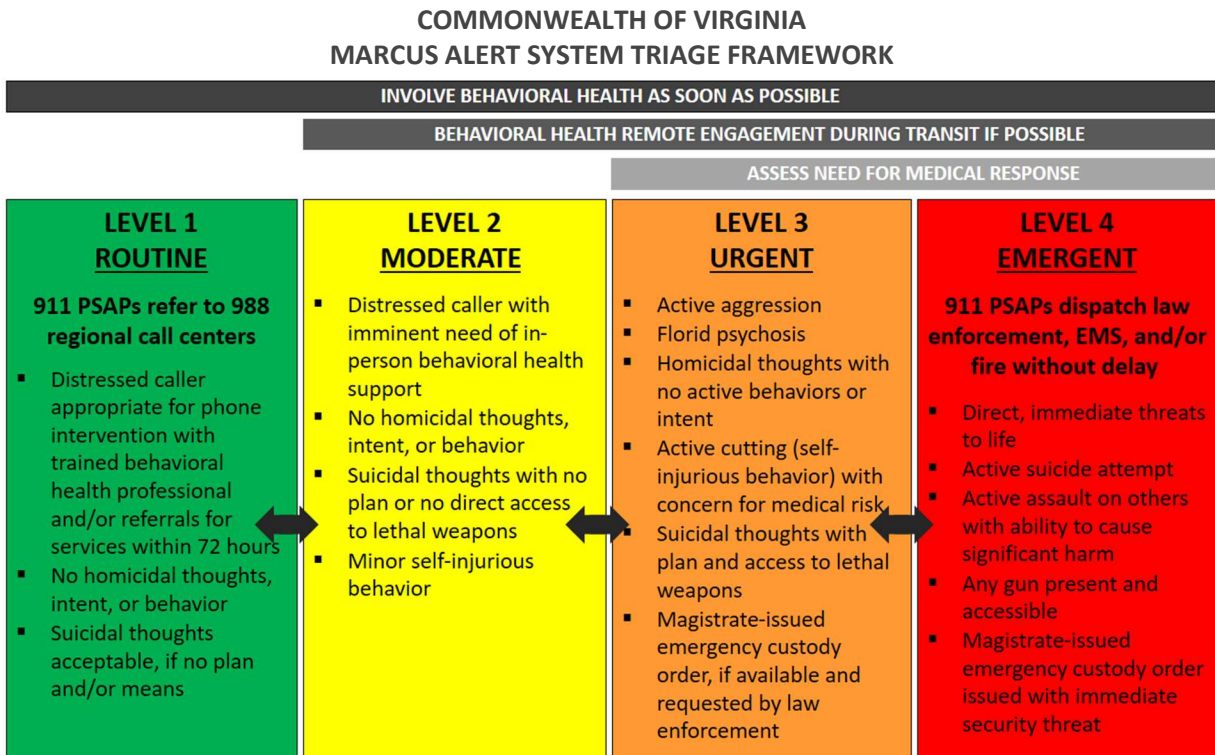 COMMONWEALTH OF VIRGINIA
MARCUS ALERT SYSTEM TRIAGE FRAMEWORK
INVOLVE BEHAVIORAL HEALTH AS SOON AS POSSIBLE
BEHAVIORAL HEALTH REMOTE ENGAGEMENT DURING TRANSIT IF POSSIBLE
ASSESS NEED FOR MEDICAL RESPONSE
LEVEL 1
ROUTINE
911 PSAPs refer to 988
regional call centers
▪ Distressed caller
appropriate for phone
intervention with
trained behavioral
health professional
and/or referrals for
services within 72 hours
▪ No homicidal thoughts,
intent, or behavior
▪ Suicidal thoughts
acceptable, if no plan
and/or means
LEVEL 2
MODERATE
▪ Distressed caller with
imminent need of in-
person behavioral health
support
▪ No homicidal thoughts,
intent, or behavior
▪ Suicidal thoughts with no
plan or no direct access
to lethal weapons
▪ Minor self-injurious
behavior
LEVEL 3
URGENT
▪ Active aggression
▪ Florid psychosis
▪ Homicidal thoughts with
no active behaviors or
intent
▪ Active cutting (self-
injurious behavior) with
concern for medical risk
▪ Suicidal thoughts with
plan and access to lethal
weapons
▪ Magistrate-issued
emergency custody
order, if available and
requested by law
enforcement
LEVEL 4
EMERGENT
911 PSAPs dispatch law
enforcement, EMS, and/or
fire without delay
▪ Direct, immediate threats
to life
▪ Active suicide attempt
▪ Active assault on others
with ability to cause
significant harm
▪ Any gun present and
accessible
▪ Magistrate-issued
emergency custody order
issued with immediate
security threat